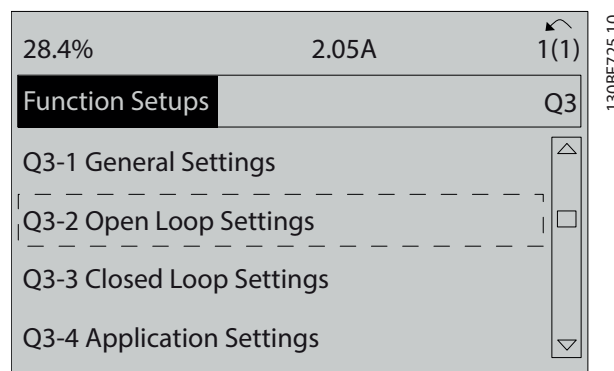 28.4% 2.05A 1(1)
Function Setups Q3
Q3-1 General Settings
Q3-2 Open Loop Settings
Q3-3 Closed Loop Settings
Q3-4 Application Settings
130BF725.10